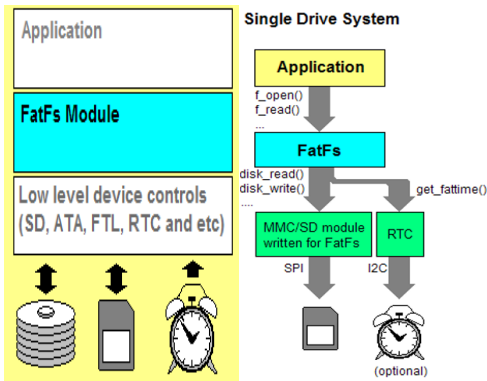 Application
FatFs Module
Low level device controls
(SD, ATA, FTL, RTC and etc)
Single Drive System
Application
f_open()
f_read()
...
FatFs
disk_read()
disk_write()
....
get_fattime()
MMC/SD module
written for FatFs
RTC
SPI
I2C
(optional)